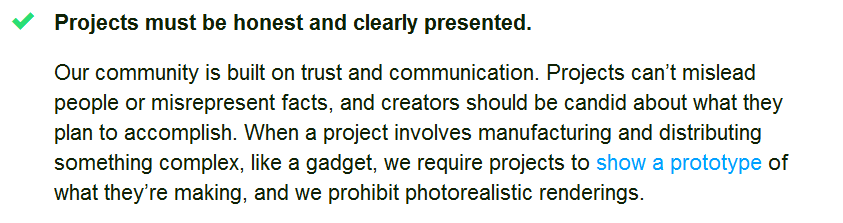 Projects must be honest and clearly presented.
Our community is built on trust and communication. Projects can’t mislead
people or misrepresent facts, and creators should be candid about what they
plan to accomplish. When a project involves manufacturing and distributing
something complex, like a gadget, we require projects to show a prototype of
what they’re making, and we prohibit photorealistic renderings.